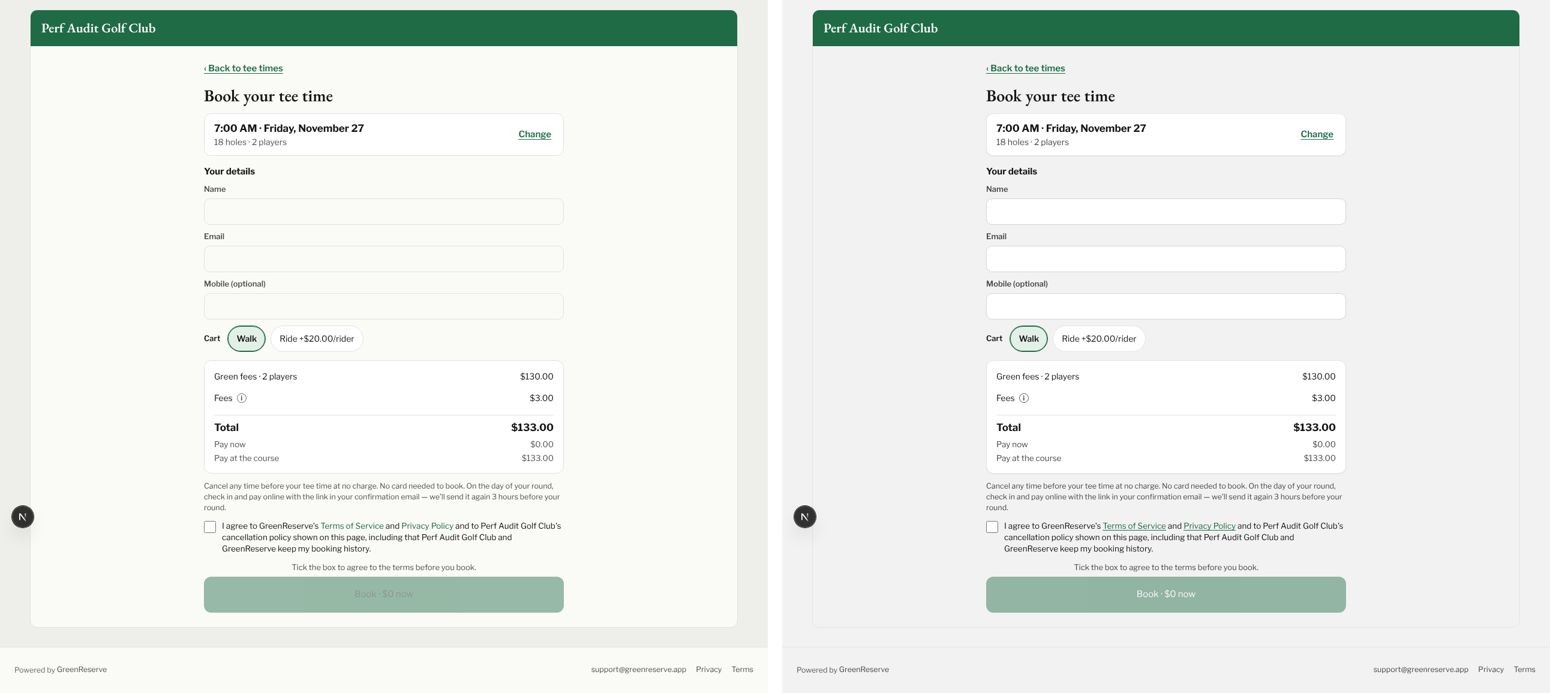 Perf Audit Golf Club
‹ Back to tee times
Book your tee time
7:00 AM · Friday, November 27
18 holes · 2 players
Change
Your details
Name
Email
Mobile (optional)
Cart
Walk
Ride +$20.00/rider
Green fees · 2 players
$130.00
Fees ⓘ
$3.00
Total
$133.00
Pay now
$0.00
Pay at the course
$133.00
Cancel any time before your tee time at no charge. No card needed to book. On the day of your round,
check in and pay online with the link in your confirmation email — we'll send it again 3 hours before your
round.
N
I agree to GreenReserve's Terms of Service and Privacy Policy and to Perf Audit Golf Club's
cancellation policy shown on this page, including that Perf Audit Golf Club and
GreenReserve keep my booking history.
Tick the box to agree to the terms before you book.
Book · $0 now
Powered by GreenReserve
support@greenreserve.app
Privacy
Terms
Perf Audit Golf Club
‹ Back to tee times
Book your tee time
7:00 AM · Friday, November 27
18 holes · 2 players
Change
Your details
Name
Email
Mobile (optional)
Cart
Walk
Ride +$20.00/rider
Green fees · 2 players
$130.00
Fees ⓘ
$3.00
Total
$133.00
Pay now
$0.00
Pay at the course
$133.00
Cancel any time before your tee time at no charge. No card needed to book. On the day of your round,
check in and pay online with the link in your confirmation email — we'll send it again 3 hours before your
round.
N
I agree to GreenReserve's Terms of Service and Privacy Policy and to Perf Audit Golf Club's
cancellation policy shown on this page, including that Perf Audit Golf Club and
GreenReserve keep my booking history.
Tick the box to agree to the terms before you book.
Book · $0 now
Powered by GreenReserve
support@greenreserve.app
Privacy
Terms